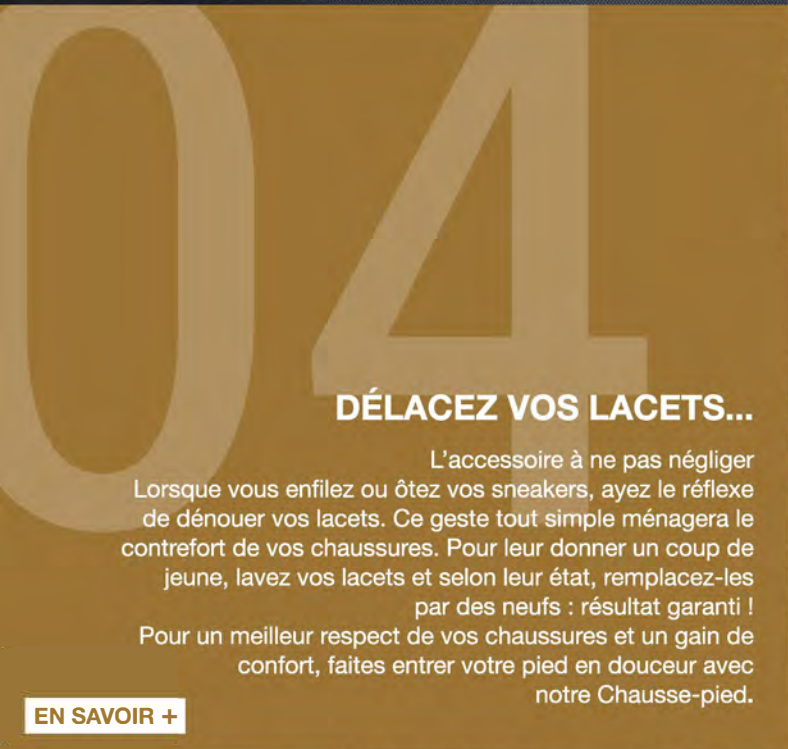 04
DÉLACEZ VOS LACETS...
L'accessoire à ne pas négliger
Lorsque vous enfilez ou ôtez vos sneakers, ayez le réflexe
de dénouer vos lacets. Ce geste tout simple ménagera le
contrefort de vos chaussures. Pour leur donner un coup de
jeune, lavez vos lacets et selon leur état, remplacez-les
par des neufs : résultat garanti !
Pour un meilleur respect de vos chaussures et un gain de
confort, faites entrer votre pied en douceur avec
notre Chausse-pied.
EN SAVOIR +